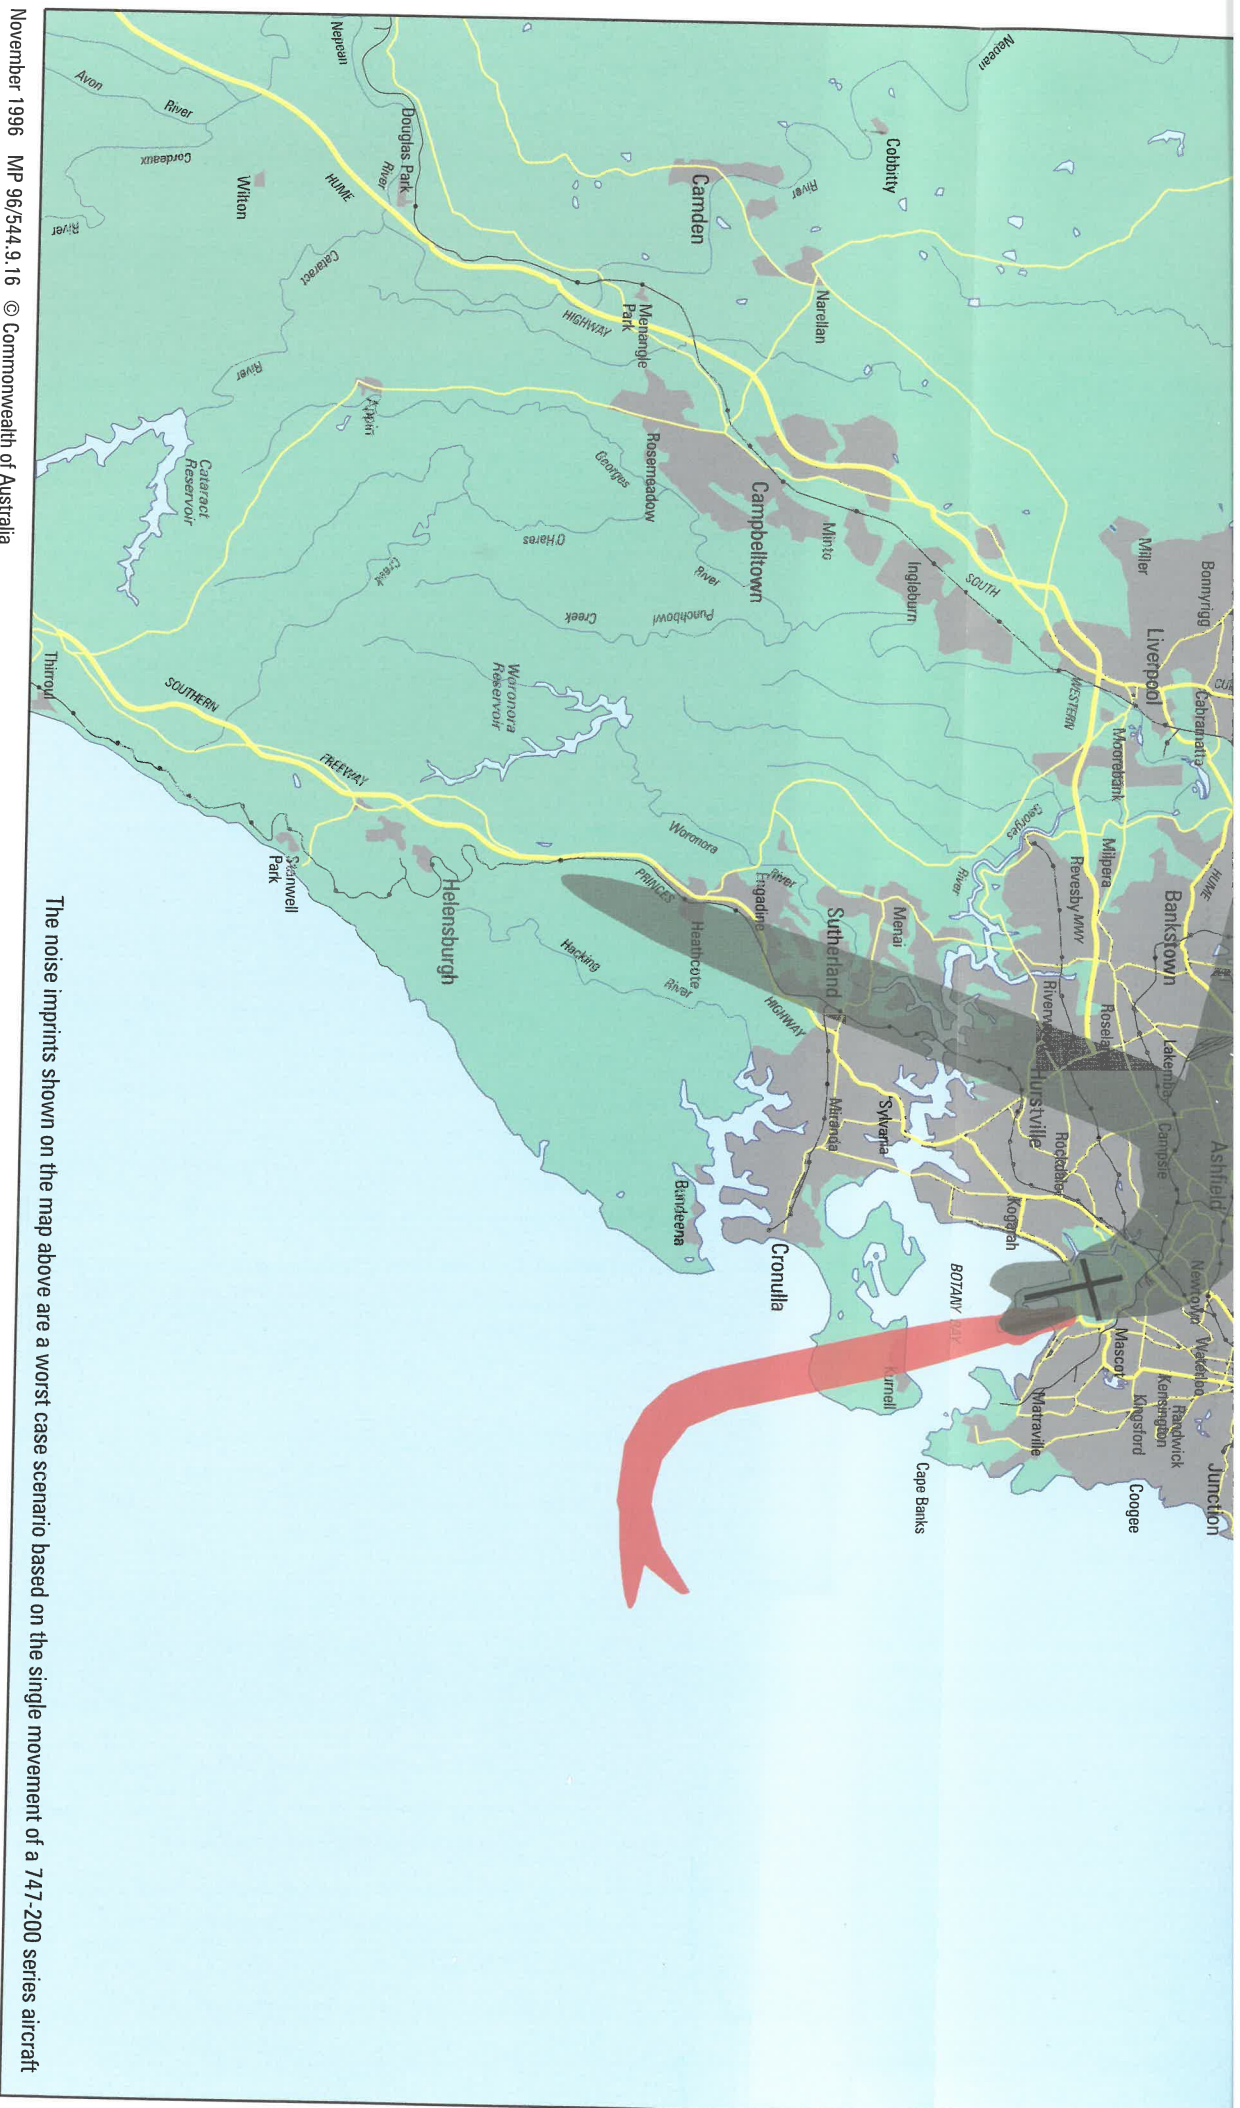 Bonnyrigg
Miller
Liverpool
Cabramatta
Moorebank
Milpera
HUME
Bankstown
Revesby
MWY
Lakemba
Campsie
Ashfield
Newtown
Waterloo
Mascot
Kensington
Kingsford
Randwick
Junction
Coogee
Matraville
Cape Banks
BOTANY BAY
Kurnell
Hurstville
Rockdale
Kogarah
Sylvania
Miranda
Cronulla
Bundeena
Sutherland
Menai
Engadine
Heathcote
PRINCES
HIGHWAY
Woronora
River
Hacking
River
Georges
River
WESTERN
SOUTH
Nepean
Cobbitty
River
Camden
Narellan
Ingleburn
Minto
Campbelltown
Rosemeadow
Menangle
Park
HIGHWAY
Georges
River
Punchbowl
Creek
O'Hares
Creek
Woronora
Reservoir
Nepean
River
Douglas Park
HUME
Wilton
Avon
River
Cordeaux
River
Cataract
River
Appin
Cataract
Reservoir
Thirroul
SOUTHERN
FREEWAY
Stanwell
Park
Helensburgh
The noise imprints shown on the map above are a worst case scenario based on the single movement of a 747-200 series aircraft
November 1996 MP 96/544.9.16 © Commonwealth of Australia